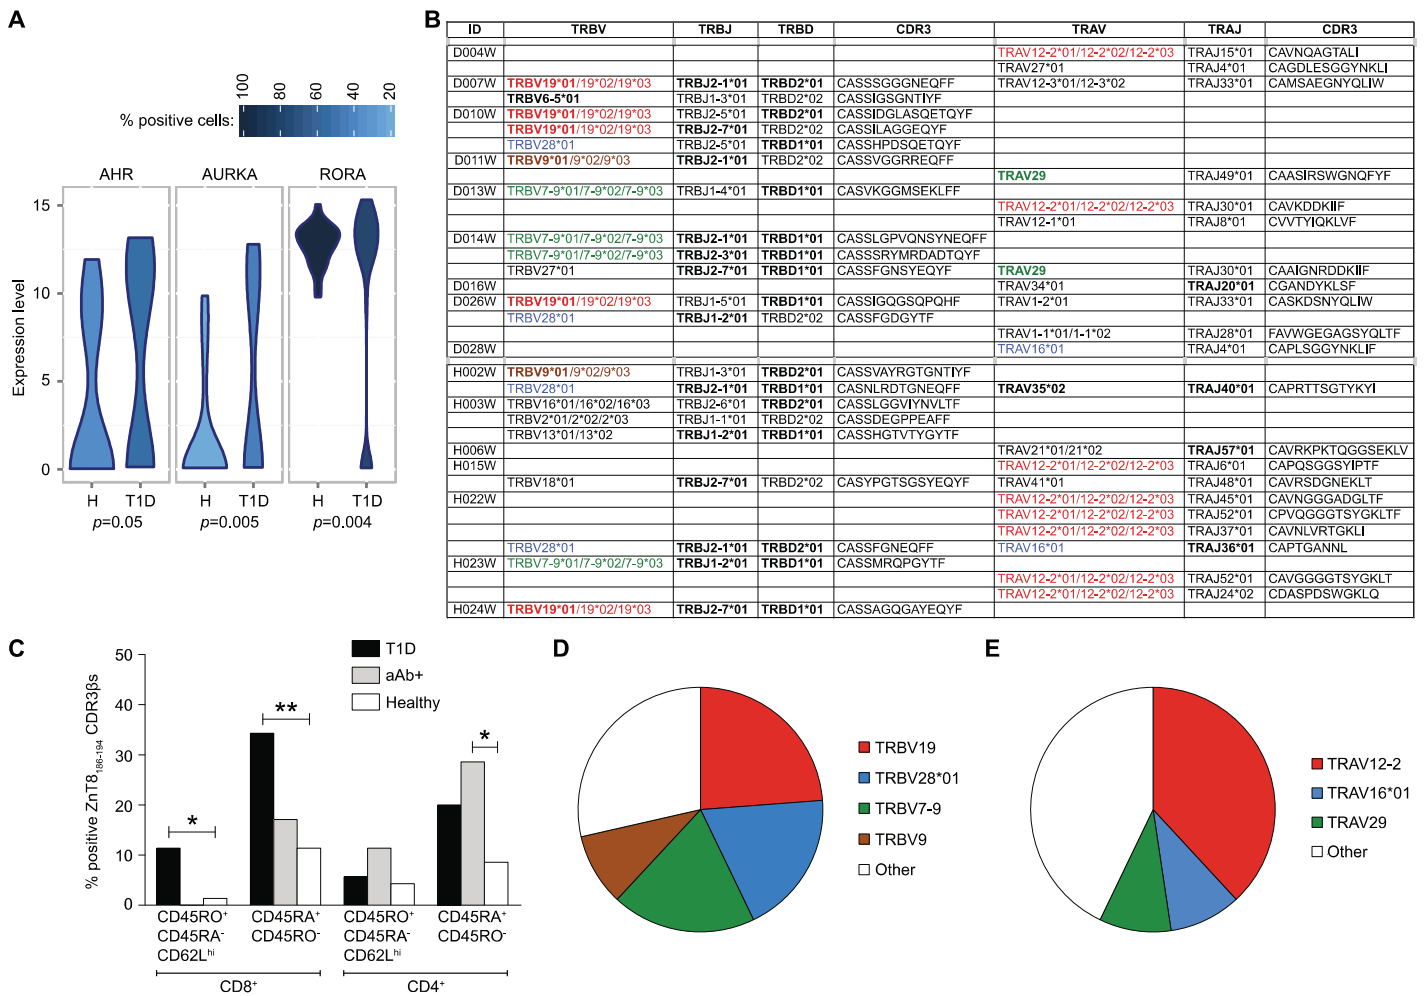 A
% positive cells:
100 80 60 40 20
AHR AURKA RORA
Expression level
15
10
5
0
H T1D H T1D H T1D
p=0.05 p=0.005 p=0.004
B
ID TRBV TRBJ TRBD CDR3 TRAV TRAJ CDR3
D004W TRAV12-2*01/12-2*02/12-2*03 TRAJ15*01 CAVNQAGTALI
TRAV27*01 TRAJ4*01 CAGDLESGGYNKLI
D007W TRBV19*01/19*02/19*03 TRBJ2-1*01 TRBD2*01 CASSSGGGNEQFF TRAV12-3*01/12-3*02 TRAJ33*01 CAMSAEGNYQLIW
TRBV6-5*01 TRBJ1-3*01 TRBD2*02 CASSIGSGNTIYF
D010W TRBV19*01/19*02/19*03 TRBJ2-5*01 TRBD2*01 CASSIDGLASQETQYF
TRBV19*01/19*02/19*03 TRBJ2-7*01 TRBD2*02 CASSILAGGEQYF
TRBV28*01 TRBJ2-5*01 TRBD1*01 CASSHPDSQETQYF
D011W TRBV9*01/9*02/9*03 TRBJ2-1*01 TRBD2*02 CASSVGGRREQFF
TRAV29 TRAJ49*01 CAASIRSWGNQFYF
D013W TRBV7-9*01/7-9*02/7-9*03 TRBJ1-4*01 TRBD1*01 CASVKGGMSEKLFF
TRAV12-2*01/12-2*02/12-2*03 TRAJ30*01 CAVKDDKIIF
TRAV12-1*01 TRAJ8*01 CVVTYIQKLVF
D014W TRBV7-9*01/7-9*02/7-9*03 TRBJ2-1*01 TRBD1*01 CASSLGPVQNSYNEQFF
TRBV7-9*01/7-9*02/7-9*03 TRBJ2-3*01 TRBD1*01 CASSSRYMRDADTQYF
TRBV27*01 TRBJ2-7*01 TRBD1*01 CASSFGNSYEQYF TRAV29 TRAJ30*01 CAAIGNRDDKIIF
D016W TRAV34*01 TRAJ20*01 CGANDYKLSF
D026W TRBV19*01/19*02/19*03 TRBJ1-5*01 TRBD1*01 CASSIGQGSQPQHF TRAV1-2*01 TRAJ33*01 CASKDSNYQLIW
TRBV28*01 TRBJ1-2*01 TRBD2*02 CASSFGDGYTF
TRAV1-1*01/1-1*02 TRAJ28*01 FAVWGEGAGSYQLTF
D028W TRAV16*01 TRAJ4*01 CAPLSGGYNKLIF
H002W TRBV9*01/9*02/9*03 TRBJ1-3*01 TRBD2*01 CASSVAYRGTGNTIYF
TRBV28*01 TRBJ2-1*01 TRBD1*01 CASNLRDTGNEQFF TRAV35*02 TRAJ40*01 CAPRTTSGTYKYI
H003W TRBV16*01/16*02/16*03 TRBJ2-6*01 TRBD2*01 CASSLGGVIYNVLTF
TRBV2*01/2*02/2*03 TRBJ1-1*01 TRBD2*02 CASSDEGPPEAFF
TRBV13*01/13*02 TRBJ1-2*01 TRBD1*01 CASSHGTVTYGYTF
H006W TRAV21*01/21*02 TRAJ57*01 CAVRKPKTQGGSEKLV
H015W TRAV12-2*01/12-2*02/12-2*03 TRAJ6*01 CAPQSGGSYIPTF
TRBV18*01 TRBJ2-7*01 TRBD2*02 CASYPGTSGSYEQYF TRAV41*01 TRAJ48*01 CAVRSDGNEKLT
H022W TRAV12-2*01/12-2*02/12-2*03 TRAJ45*01 CAVNGGGADGLTF
TRAV12-2*01/12-2*02/12-2*03 TRAJ52*01 CPVQGGGTSYGKLTF
TRAV12-2*01/12-2*02/12-2*03 TRAJ37*01 CAVNLVRTGKLI
TRBV28*01 TRBJ2-1*01 TRBD2*01 CASSFGNEQFF TRAV16*01 TRAJ36*01 CAPTGANNL
H023W TRBV7-9*01/7-9*02/7-9*03 TRBJ1-2*01 TRBD1*01 CASSMRQPGYTF
TRAV12-2*01/12-2*02/12-2*03 TRAJ52*01 CAVGGGGTSYGKLT
TRAV12-2*01/12-2*02/12-2*03 TRAJ24*02 CDASPDSWGKLQ
H024W TRBV19*01/19*02/19*03 TRBJ2-7*01 TRBD1*01 CASSAGQGAYEQYF
C
% positive ZnT8186-194 CDR3βs
50
40
30
20
10
0
T1D
aAb+
Healthy
* ** *
CD45RO+ CD45RA+ CD45RO+ CD45RA+
CD45RA- CD45RO- CD45RA- CD45RO-
CD62Lhi CD62Lhi
CD8+ CD4+
D
TRBV19
TRBV28*01
TRBV7-9
TRBV9
Other
E
TRAV12-2
TRAV16*01
TRAV29
Other